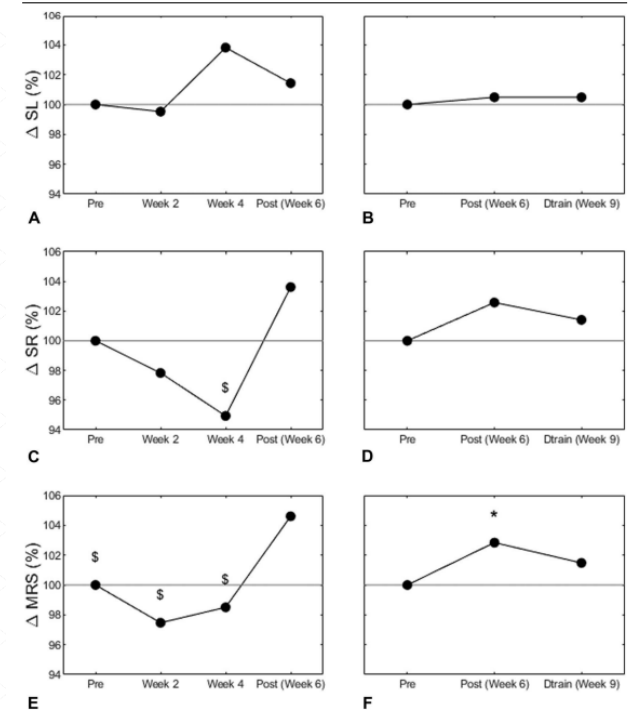 106
104
102
100
98
96
94
Δ SL (%)
Pre Week 2 Week 4 Post (Week 6)
A
Pre Post (Week 6) Dtrain (Week 9)
B
106
104
102
100
98
96
94
Δ SR (%)
$
Pre Week 2 Week 4 Post (Week 6)
C
Pre Post (Week 6) Dtrain (Week 9)
D
106
104
102
100
98
96
94
Δ MRS (%)
$ $ $
Pre Week 2 Week 4 Post (Week 6)
E
*
Pre Post (Week 6) Dtrain (Week 9)
F